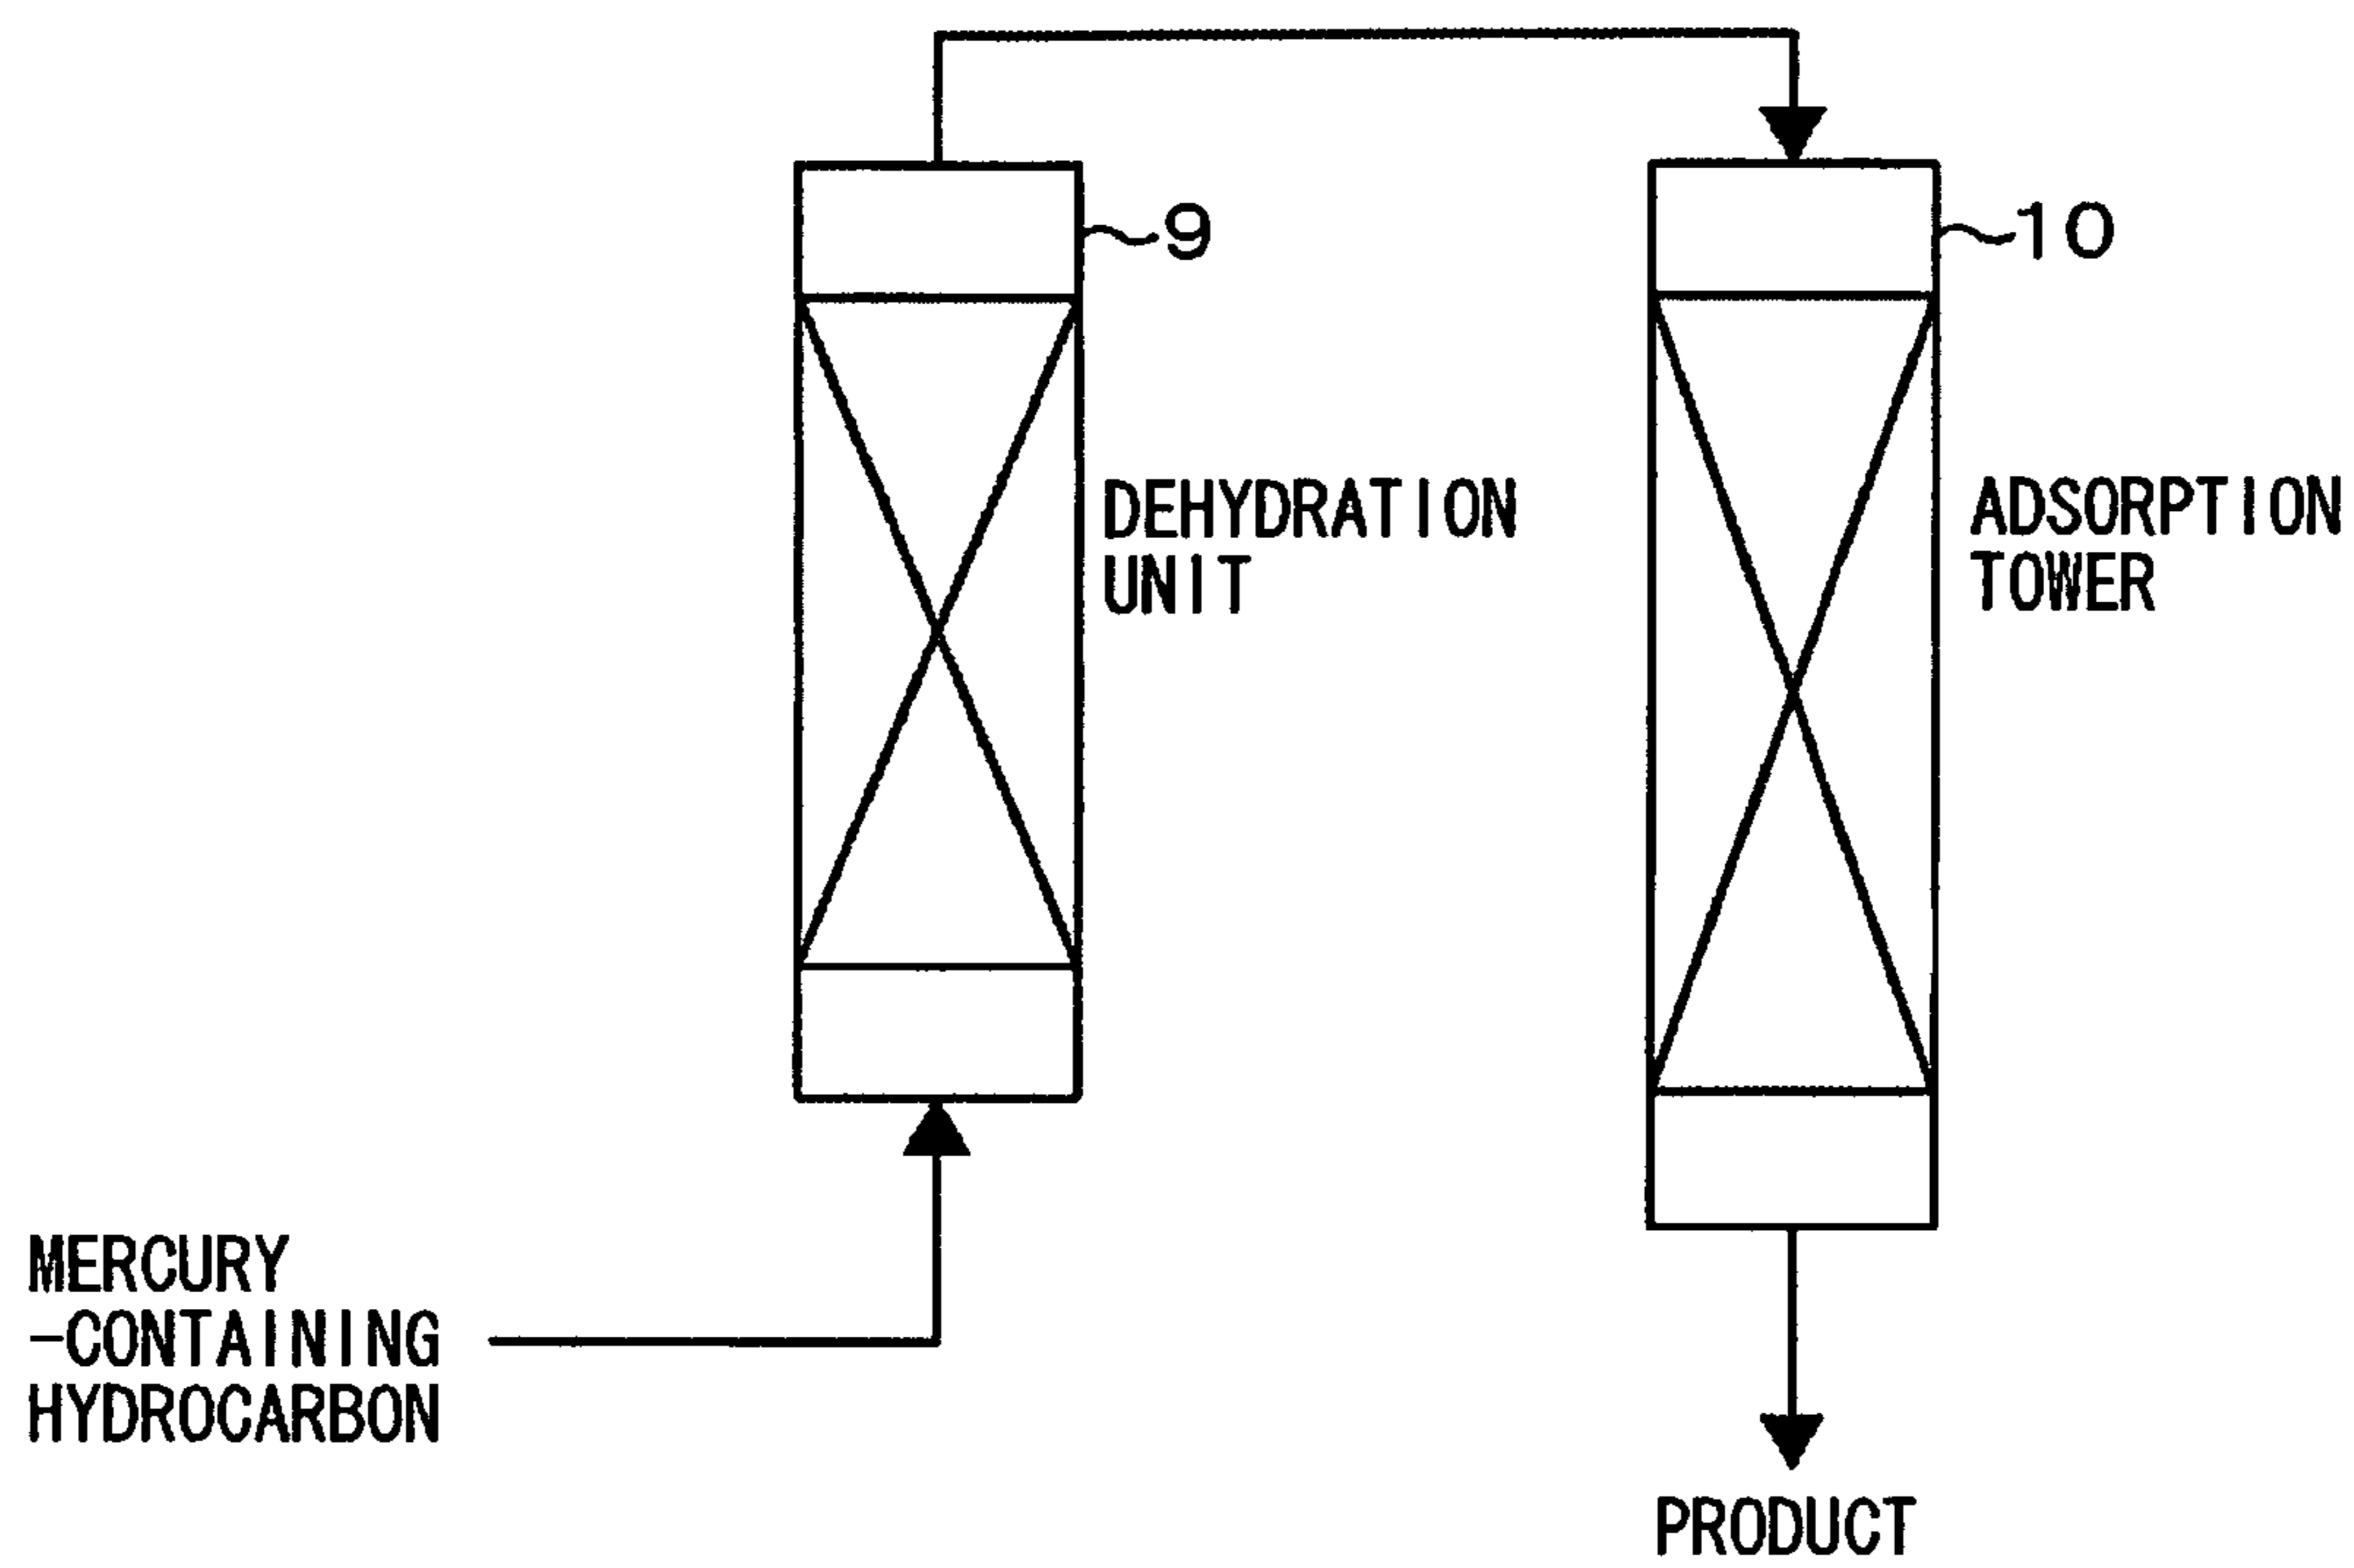 9
10
DEHYDRATION
UNIT
ADSORPTION
TOWER
MERCURY
-CONTAINING
HYDROCARBON
PRODUCT